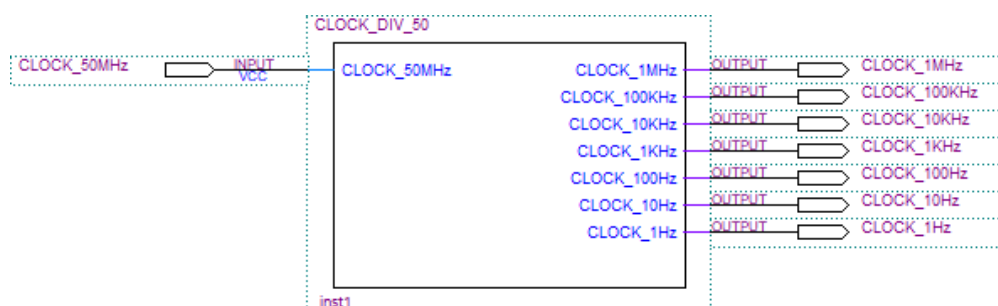 CLOCK_DIV_50
CLOCK_50MHz INPUT VCC CLOCK_50MHz CLOCK_1MHz OUTPUT CLOCK_1MHz
CLOCK_100KHz OUTPUT CLOCK_100KHz
CLOCK_10KHz OUTPUT CLOCK_10KHz
CLOCK_1KHz OUTPUT CLOCK_1KHz
CLOCK_100Hz OUTPUT CLOCK_100Hz
CLOCK_10Hz OUTPUT CLOCK_10Hz
CLOCK_1Hz OUTPUT CLOCK_1Hz
inst1